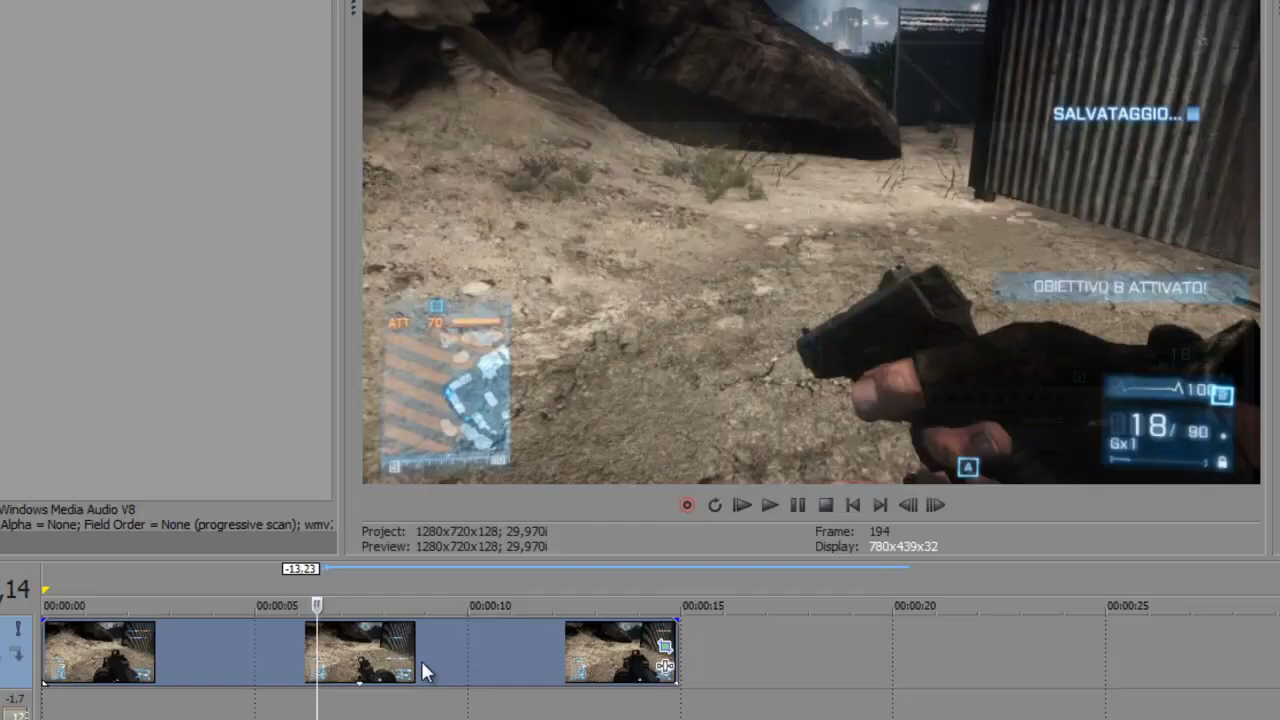 SALVATAGGIO...
OBIETTIVO B ATTIVATO!
ATT 70
18
100
18/ 90
Gx1
A
Windows Media Audio V8
Alpha = None; Field Order = None (progressive scan); wmv
Project: 1280x720x128; 29,970i
Frame: 194
Preview: 1280x720x128; 29,970i
Display: 780x439x32
-13,23
,14
00:00:00
00:00:05
00:00:10
00:00:15
00:00:20
00:00:25
-1,7
17